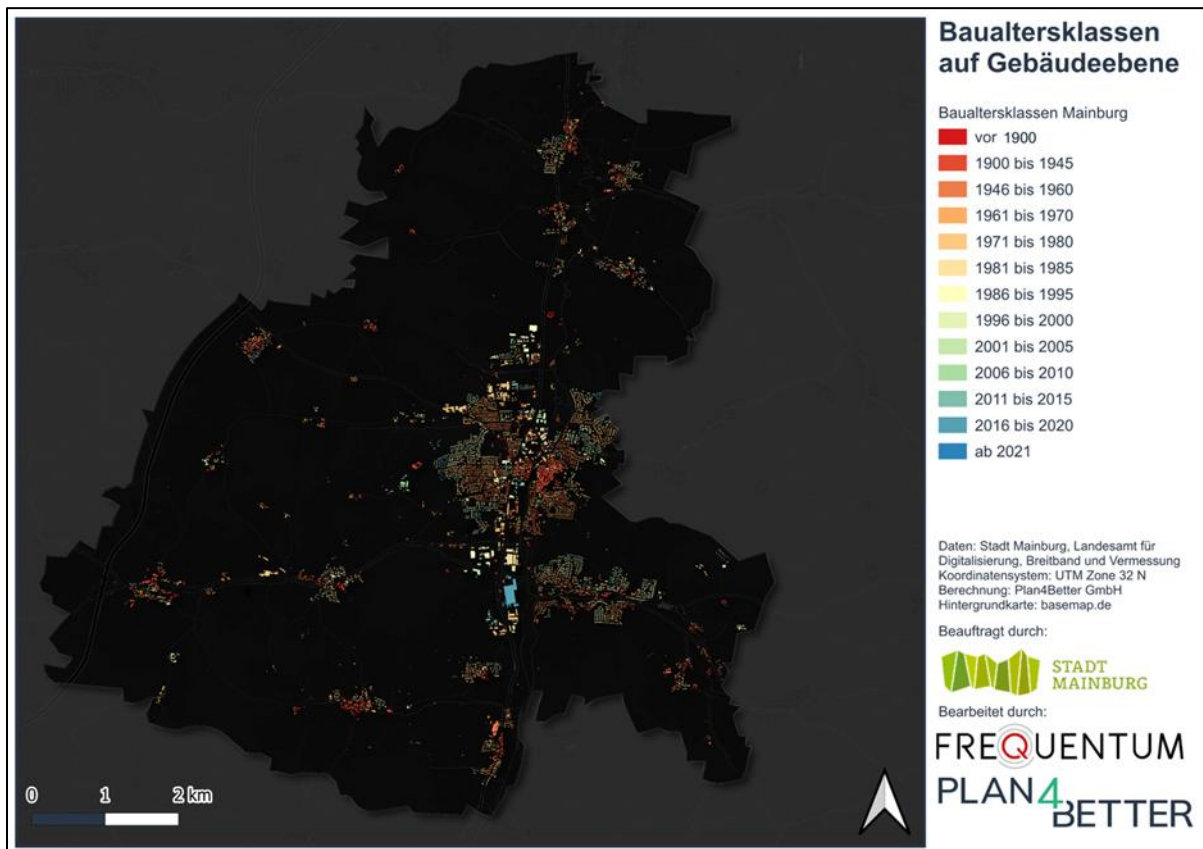 Baualtersklassen
auf Gebäudeebene
Baualtersklassen Mainburg
vor 1900
1900 bis 1945
1946 bis 1960
1961 bis 1970
1971 bis 1980
1981 bis 1985
1986 bis 1995
1996 bis 2000
2001 bis 2005
2006 bis 2010
2011 bis 2015
2016 bis 2020
ab 2021
Daten: Stadt Mainburg, Landesamt für
Digitalisierung, Breitband und Vermessung
Koordinatensystem: UTM Zone 32 N
Berechnung: Plan4Better GmbH
Hintergrundkarte: basemap.de
Beauftragt durch:
STADT
MAINBURG
Bearbeitet durch:
FREQUENTUM
PLAN4
BETTER
0 1 2 km